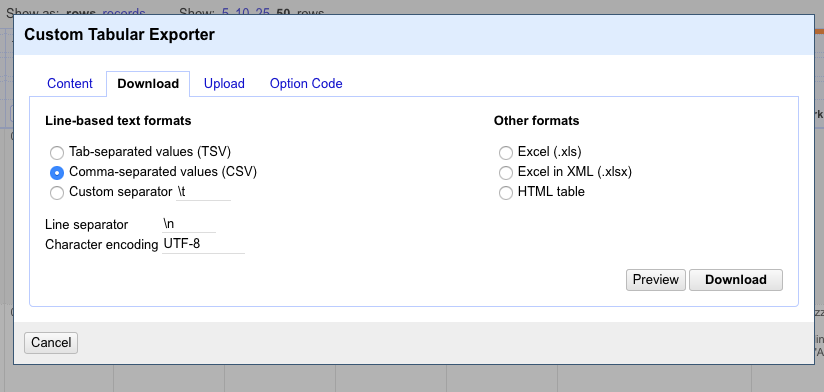 Show as: rows records Show: 5 10 25 50 rows
Custom Tabular Exporter
Content Download Upload Option Code
Line-based text formats
Tab-separated values (TSV)
Comma-separated values (CSV)
Custom separator \t
Line separator \n
Character encoding UTF-8
Other formats
Excel (.xls)
Excel in XML (.xlsx)
HTML table
Preview Download
Cancel